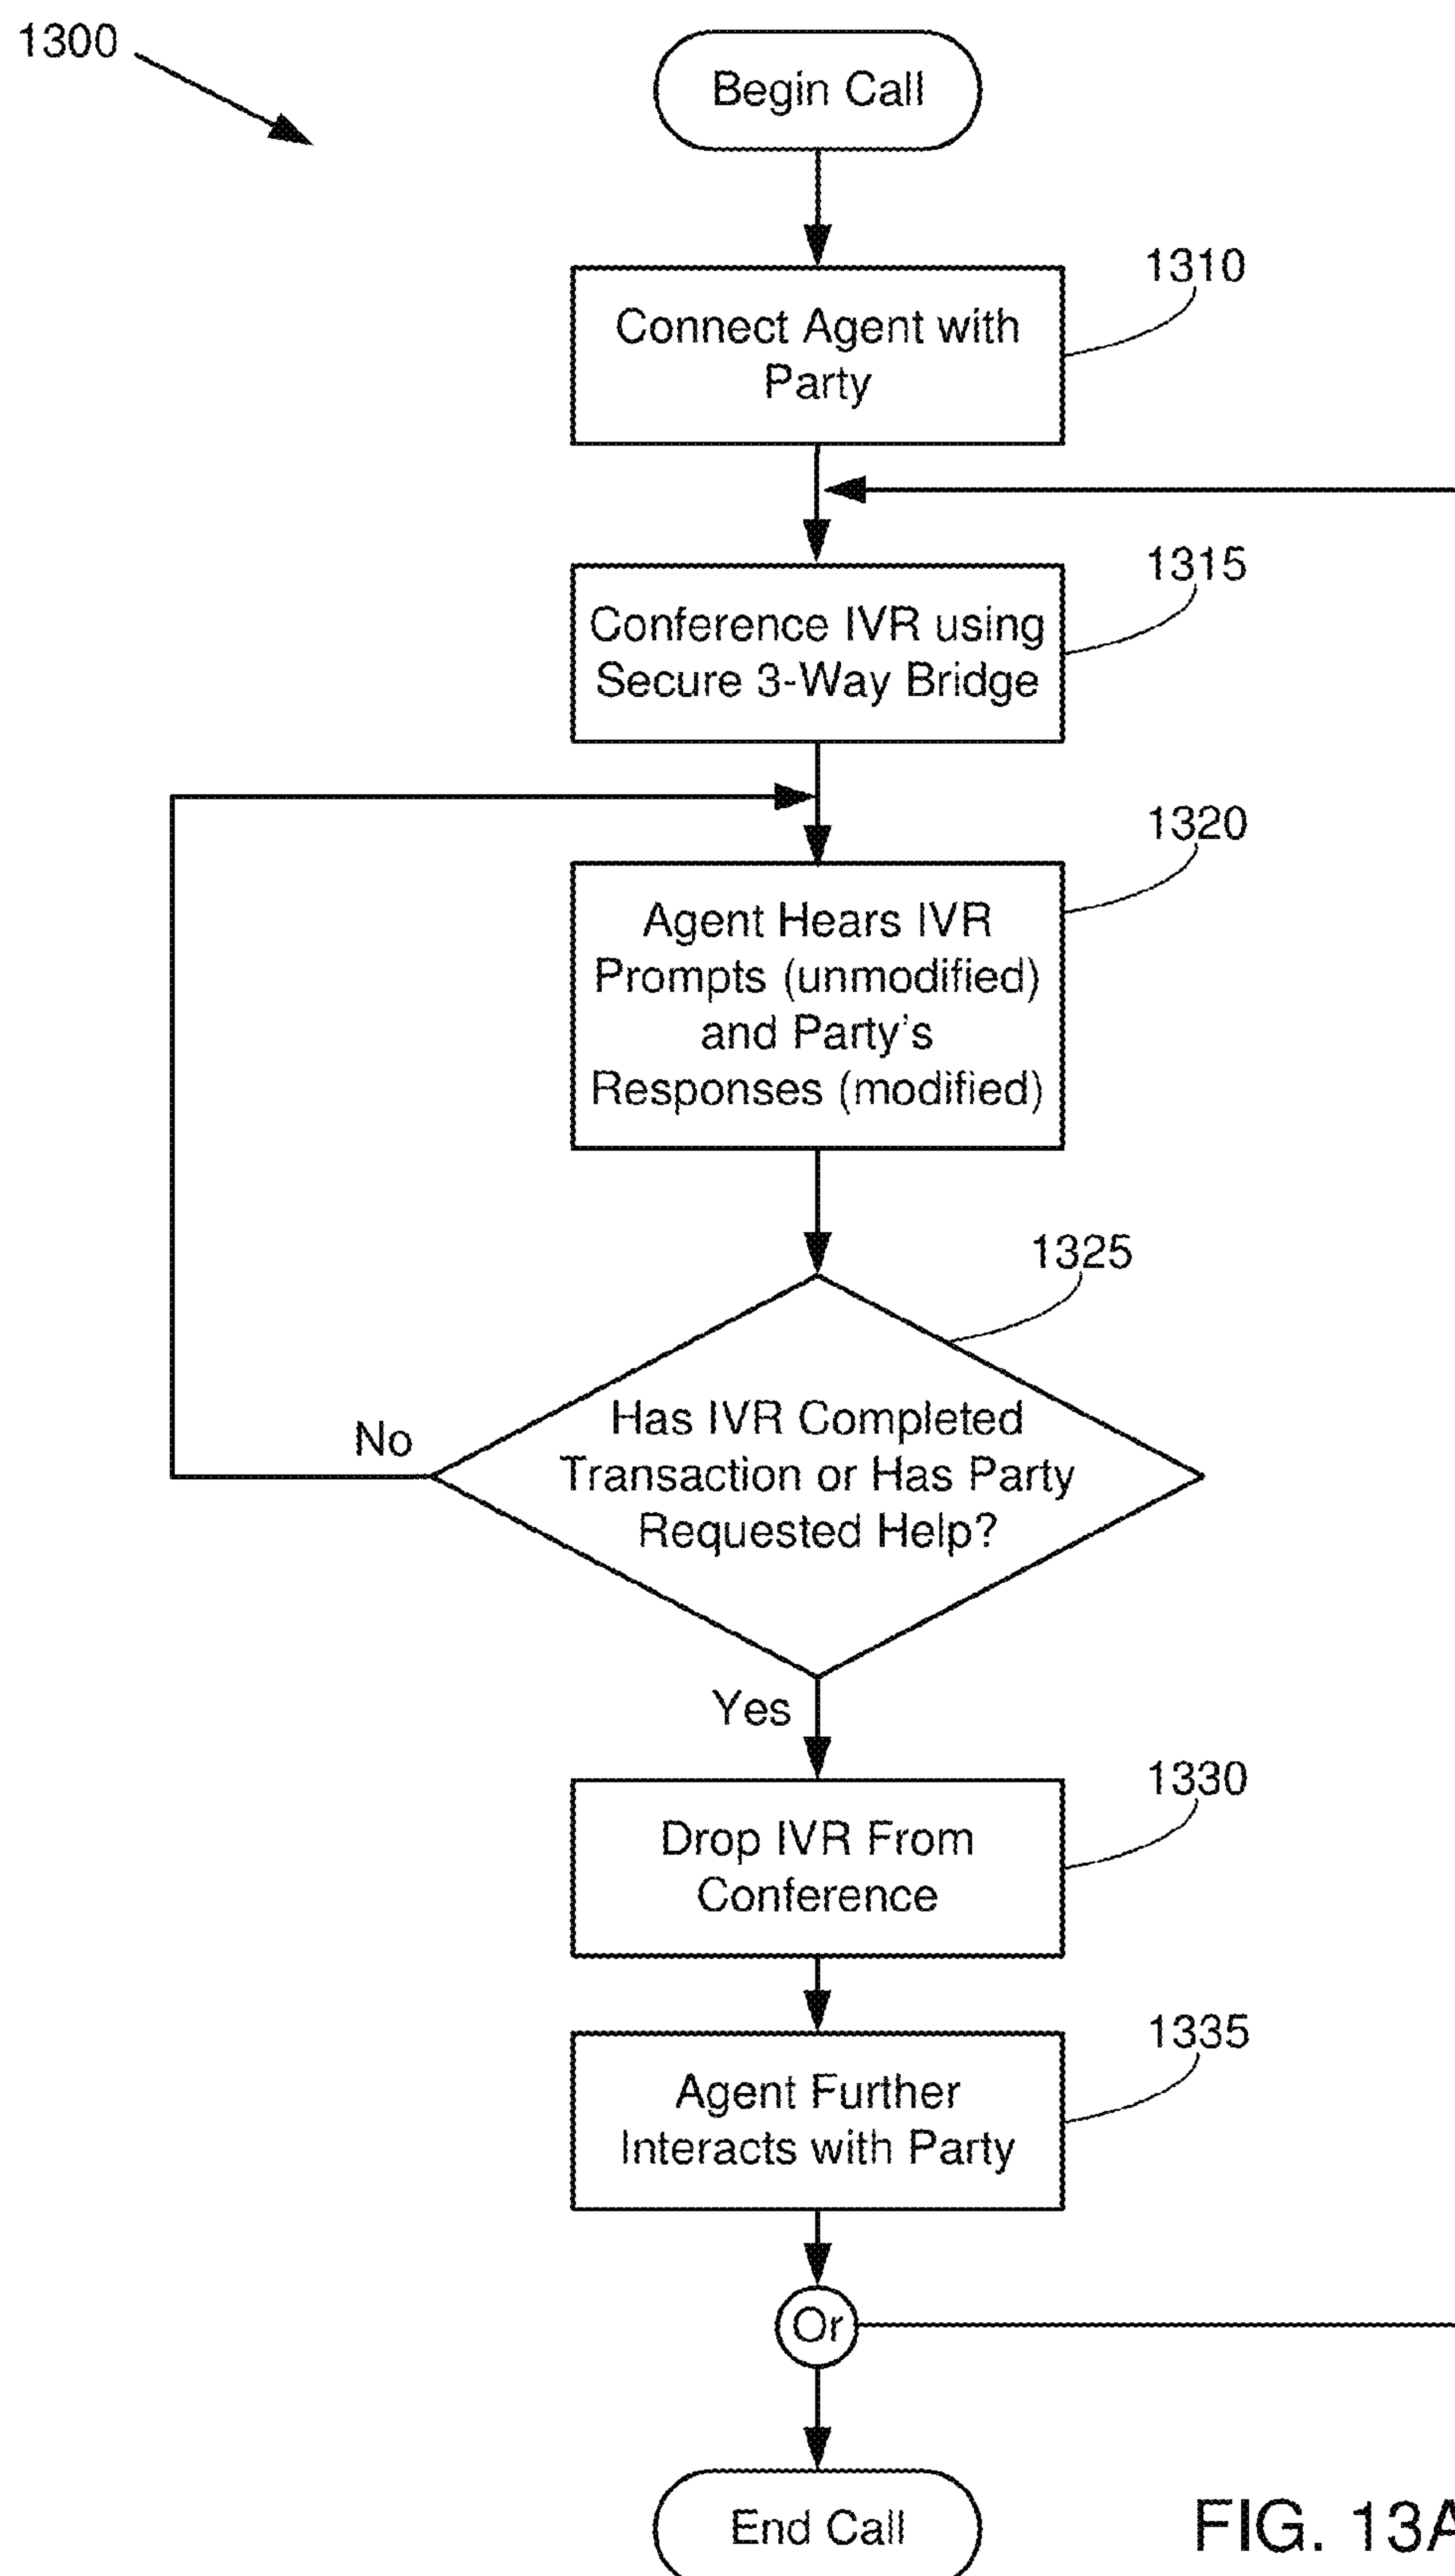 1300
Begin Call
1310
Connect Agent with
Party
1315
Conference IVR using
Secure 3-Way Bridge
1320
Agent Hears IVR
Prompts (unmodified)
and Party's
Responses (modified)
1325
Has IVR Completed
Transaction or Has Party
Requested Help?
No
Yes
1330
Drop IVR From
Conference
1335
Agent Further
Interacts with Party
Or
End Call
FIG. 13A